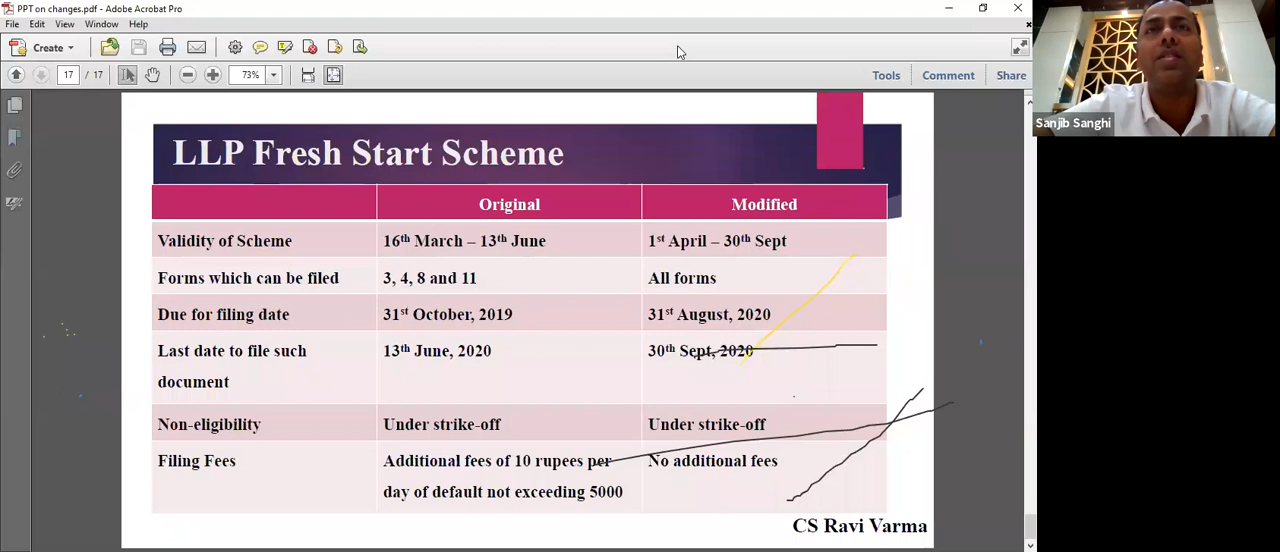 PPT on changes.pdf - Adobe Acrobat Pro
File Edit View Window Help
Create
17 / 17 73% Tools Comment Share
Sanjib Sanghi
LLP Fresh Start Scheme
Original Modified
Validity of Scheme 16th March – 13th June 1st April – 30th Sept
Forms which can be filed 3, 4, 8 and 11 All forms
Due for filing date 31st October, 2019 31st August, 2020
Last date to file such 13th June, 2020 30th Sept, 2020
document
Non-eligibility Under strike-off Under strike-off
Filing Fees Additional fees of 10 rupees per No additional fees
day of default not exceeding 5000
CS Ravi Varma